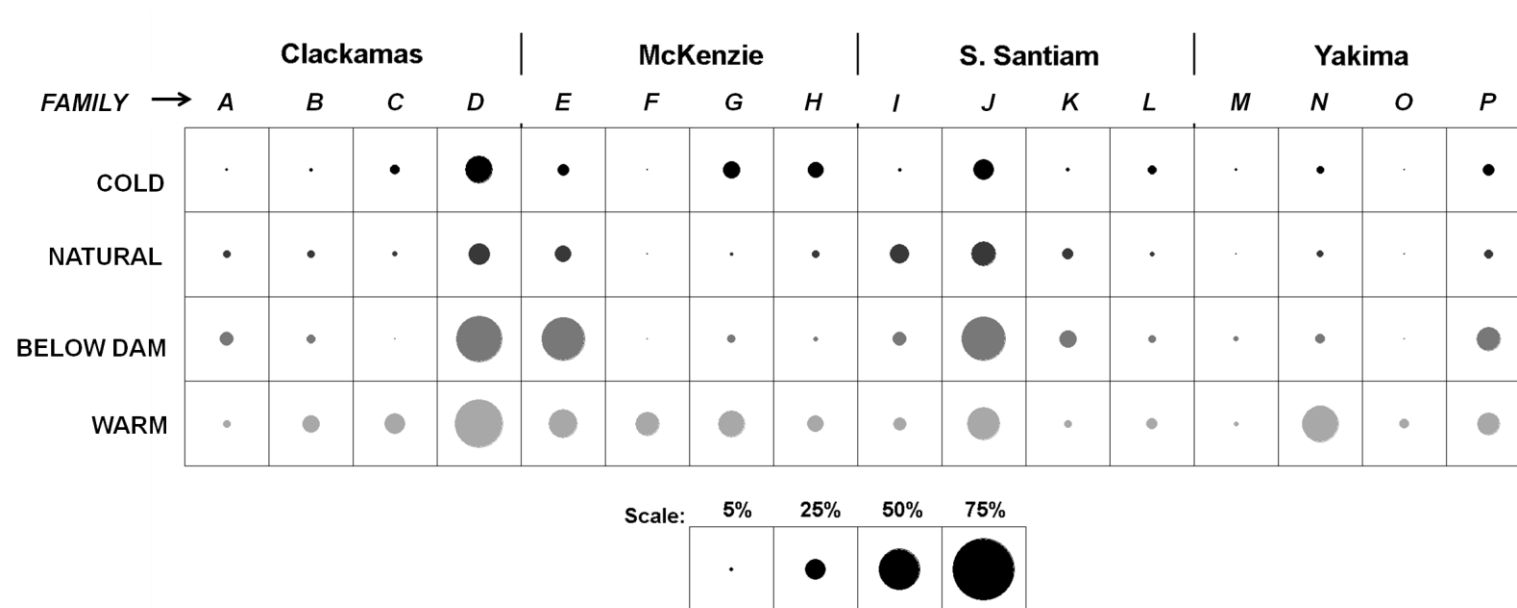 Clackamas McKenzie S. Santiam Yakima
FAMILY → A B C D E F G H I J K L M N O P
COLD
NATURAL
BELOW DAM
WARM
Scale: 5% 25% 50% 75%